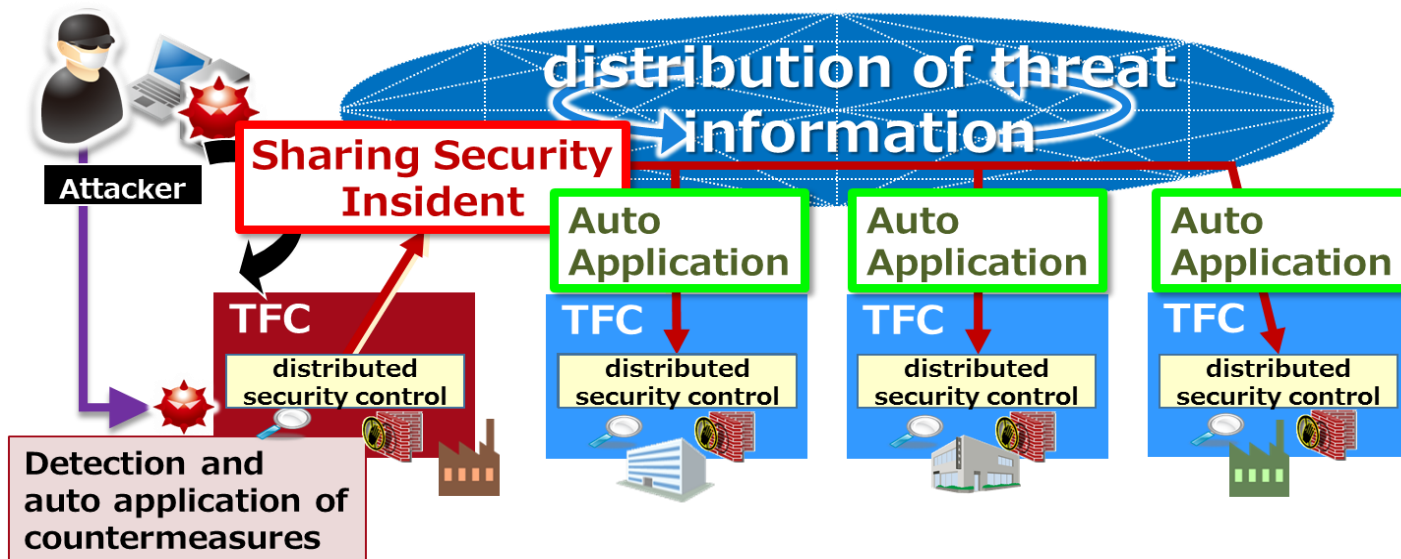 distribution of threat
information
Sharing Security
Insident
Attacker
Auto
Application
Auto
Application
Auto
Application
TFC
distributed
security control
TFC
distributed
security control
TFC
distributed
security control
TFC
distributed
security control
Detection and
auto application of
countermeasures